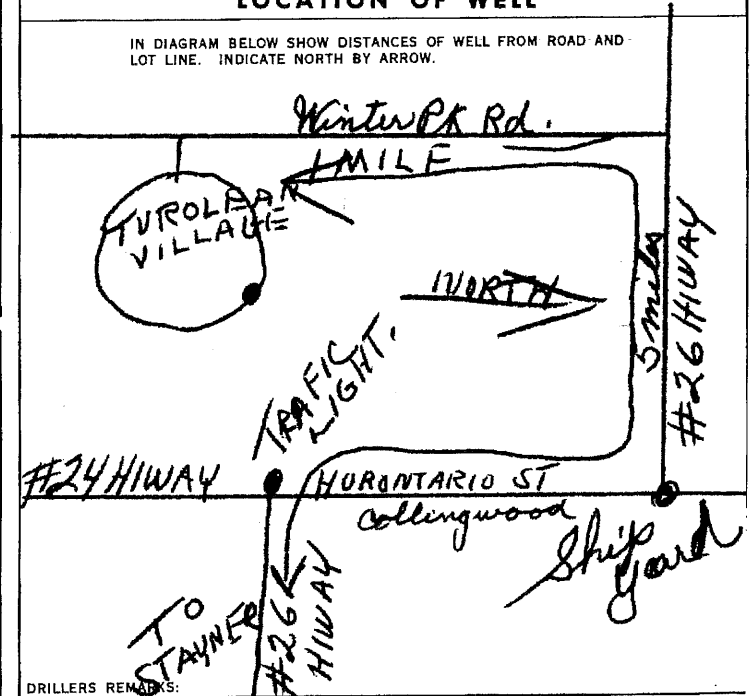 LOCATION OF WELL
IN DIAGRAM BELOW SHOW DISTANCES OF WELL FROM ROAD AND
LOT LINE. INDICATE NORTH BY ARROW.
Winter PK Rd.
1 MILE
TUROLEAN
VILLAGE
NORTH
5 miles
#26 HIWAY
TRAFIC
LIGHT.
#24 HIWAY
HURONTARIO ST
Collingwood
Ship
Yard
TO
STAYNER
#26
HIWAY
DRILLERS REMARKS: